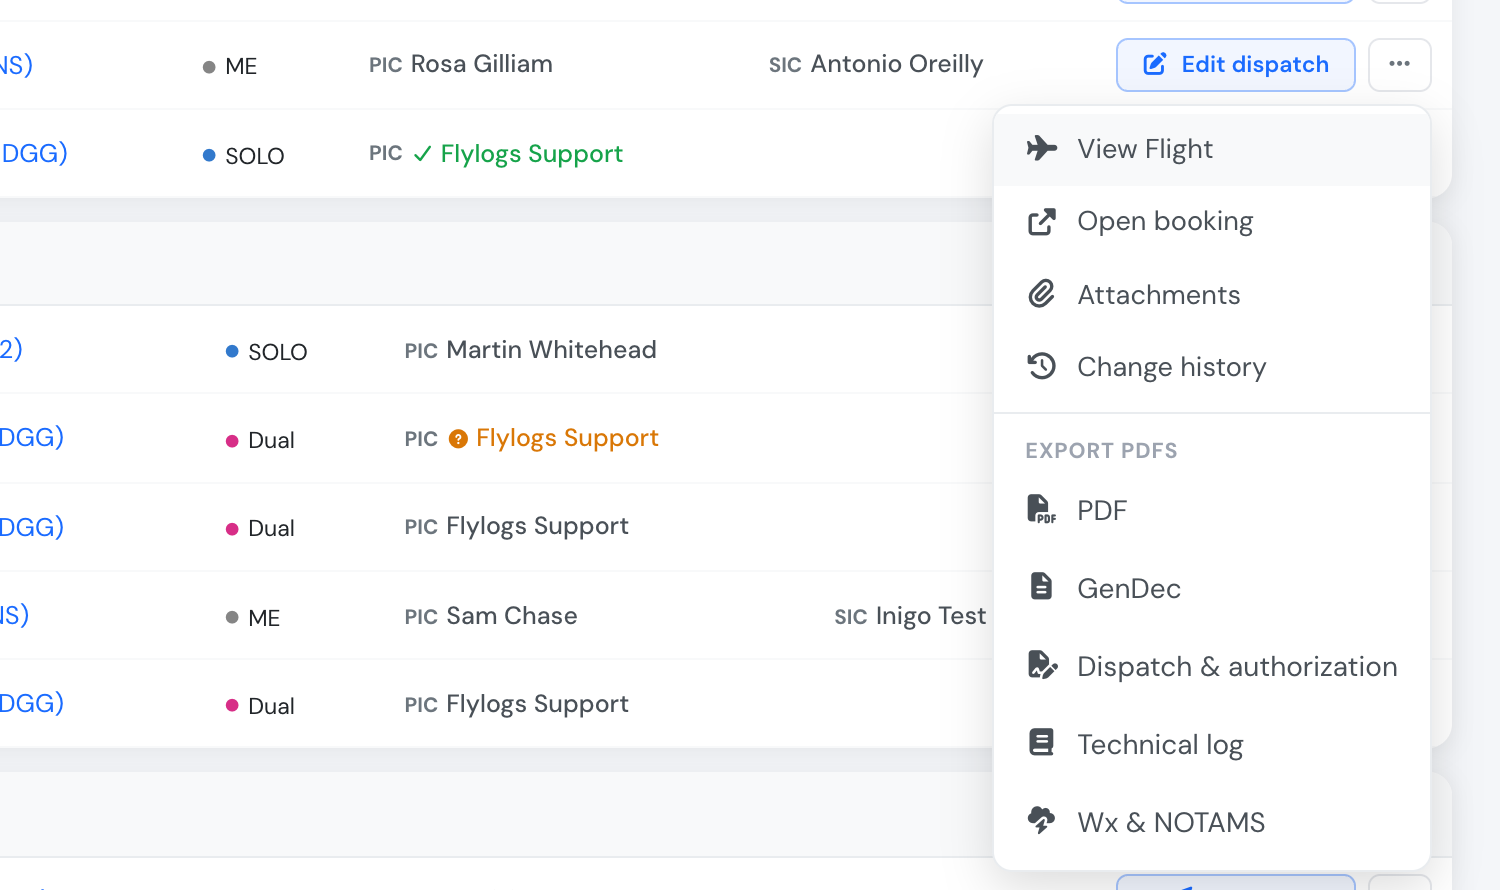 NS)
ME
PIC Rosa Gilliam
SIC Antonio Oreilly
Edit dispatch
DGG)
SOLO
PIC Flylogs Support
View Flight
Open booking
Attachments
Change history
EXPORT PDFS
PDF
GenDec
Dispatch & authorization
Technical log
Wx & NOTAMS
2)
SOLO
PIC Martin Whitehead
DGG)
Dual
PIC Flylogs Support
DGG)
Dual
PIC Flylogs Support
NS)
ME
PIC Sam Chase
SIC Inigo Test
DGG)
Dual
PIC Flylogs Support